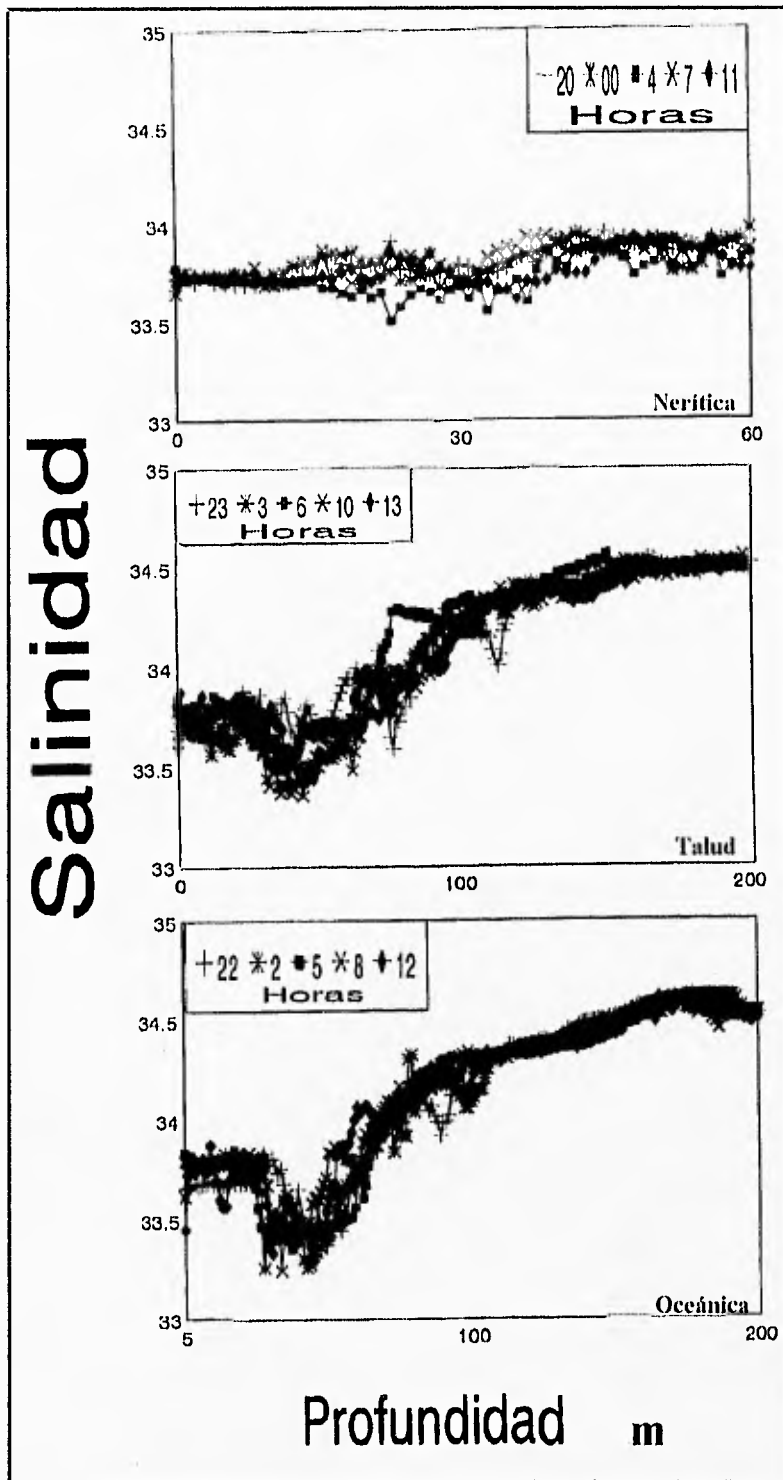 Salinidad
35
34.5
34
33.5
33
0 30 60
20 00 4 7 11
Horas
Nerítica
35
34.5
34
33.5
33
0 100 200
23 3 6 10 13
Horas
Talud
35
34.5
34
33.5
33
5 100 200
22 2 5 8 12
Horas
Oceánica
Profundidad m